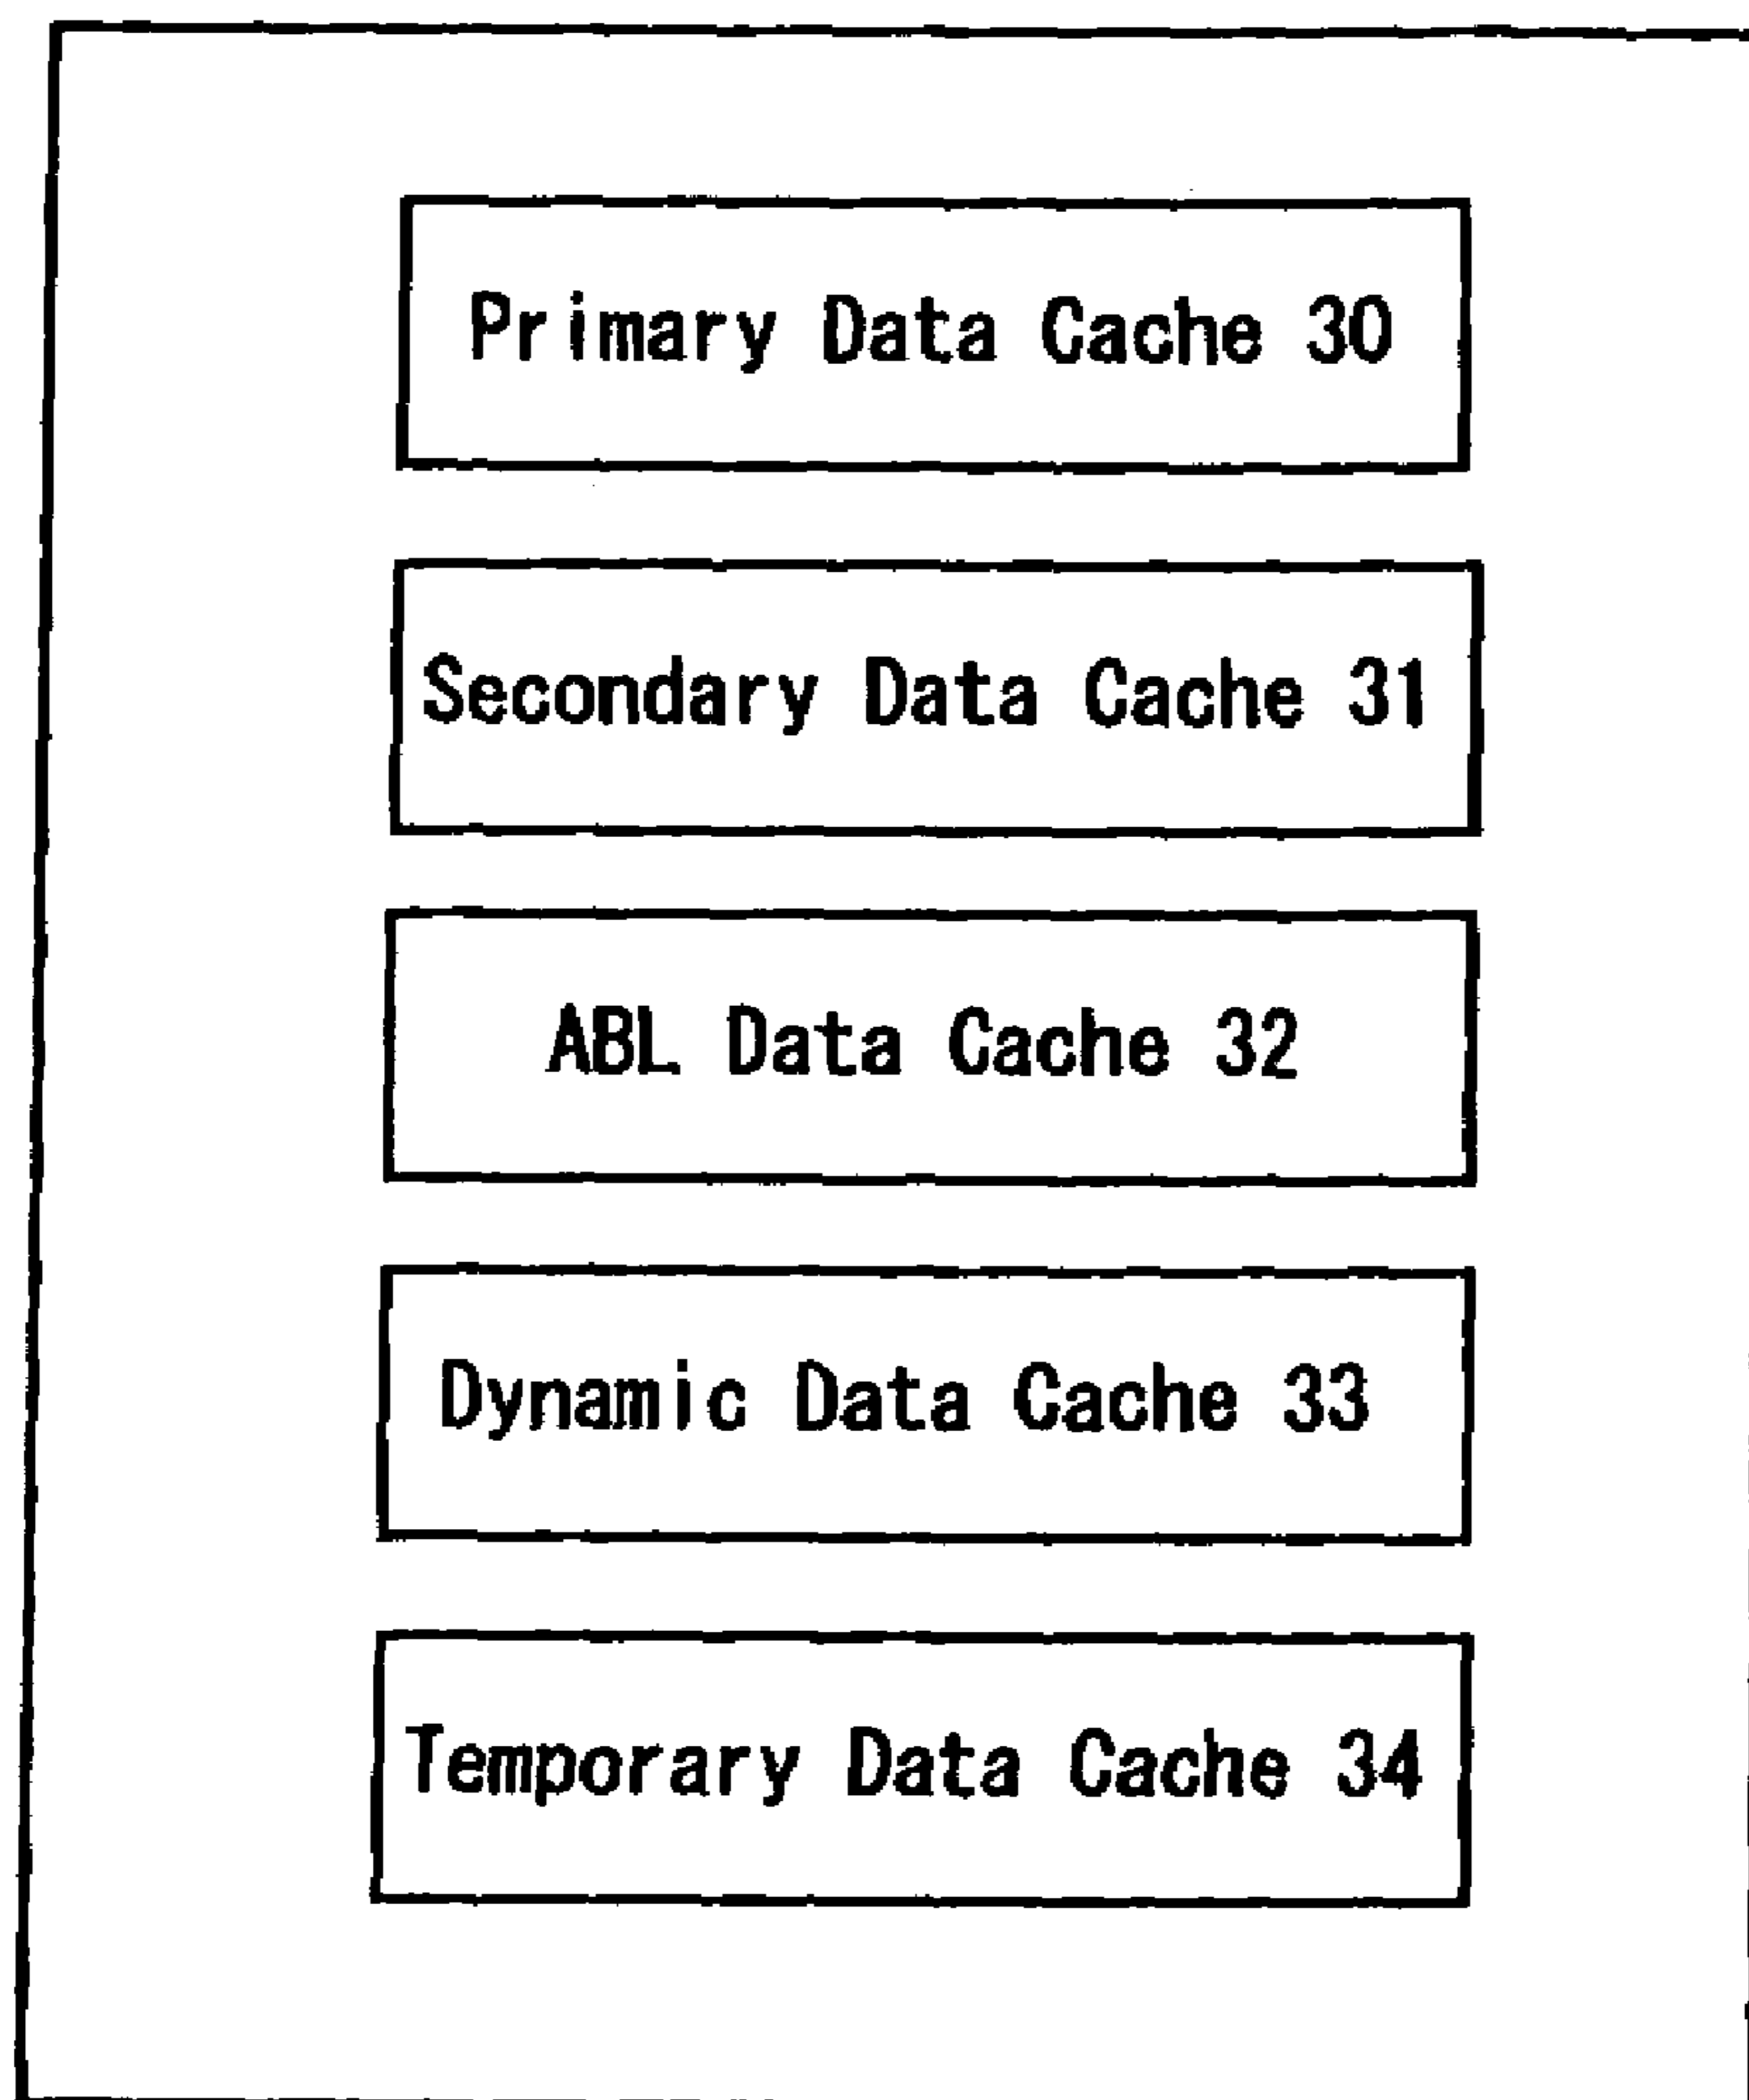 Primary Data Cache 30
Secondary Data Cache 31
ABL Data Cache 32
Dynamic Data Cache 33
Temporary Data Cache 34